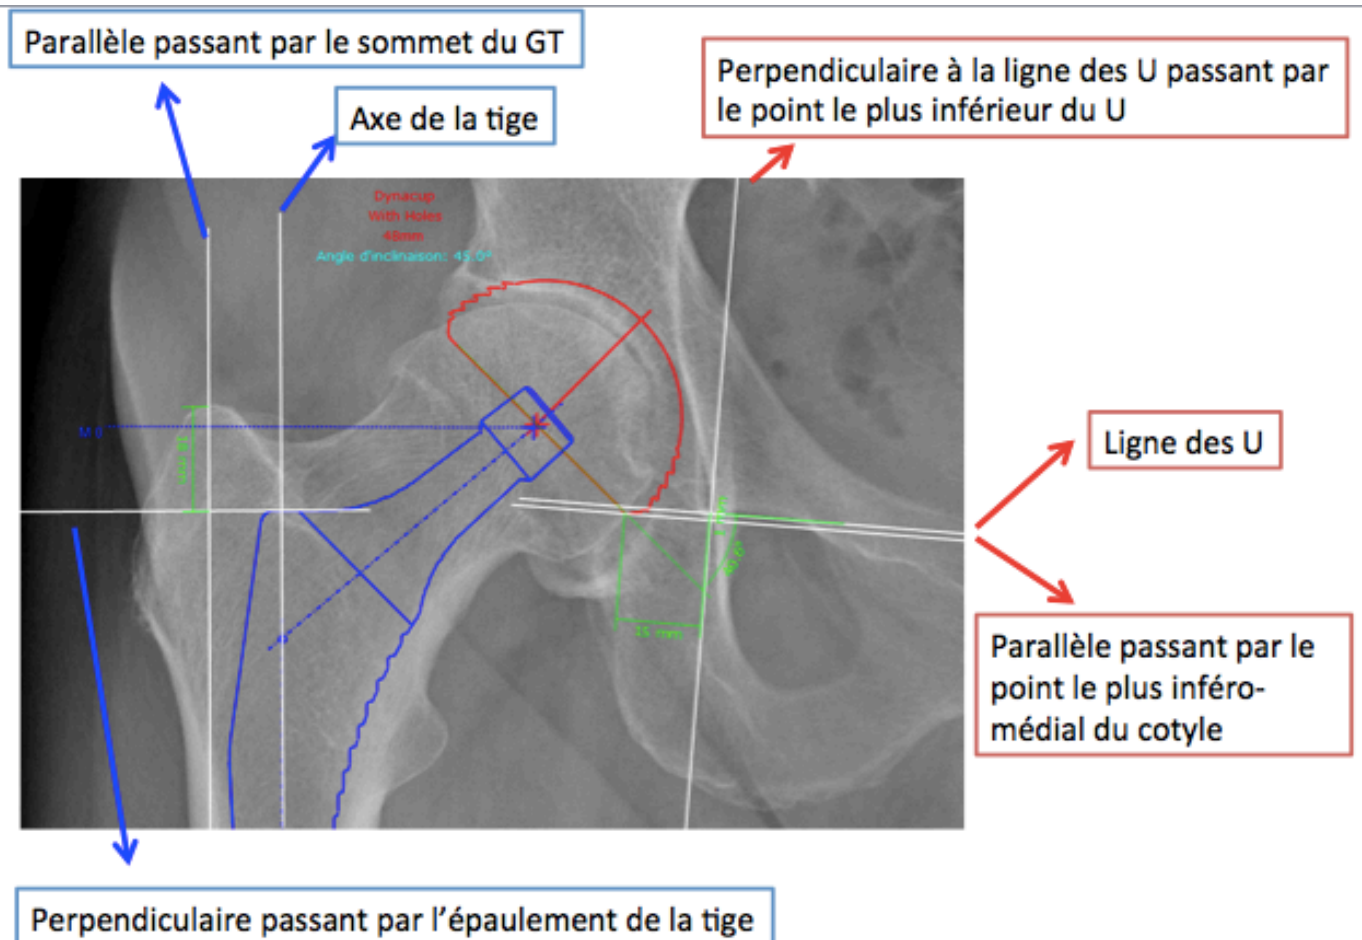 Parallèle passant par le sommet du GT
Axe de la tige
Perpendiculaire à la ligne des U passant par
le point le plus inférieur du U
Dynacup
With Holes
48mm
Angle d'inclinaison: 45.0°
M 8
15 mm
Ligne des U
Parallèle passant par le
point le plus inféro-
médial du cotyle
Perpendiculaire passant par l'épaulement de la tige